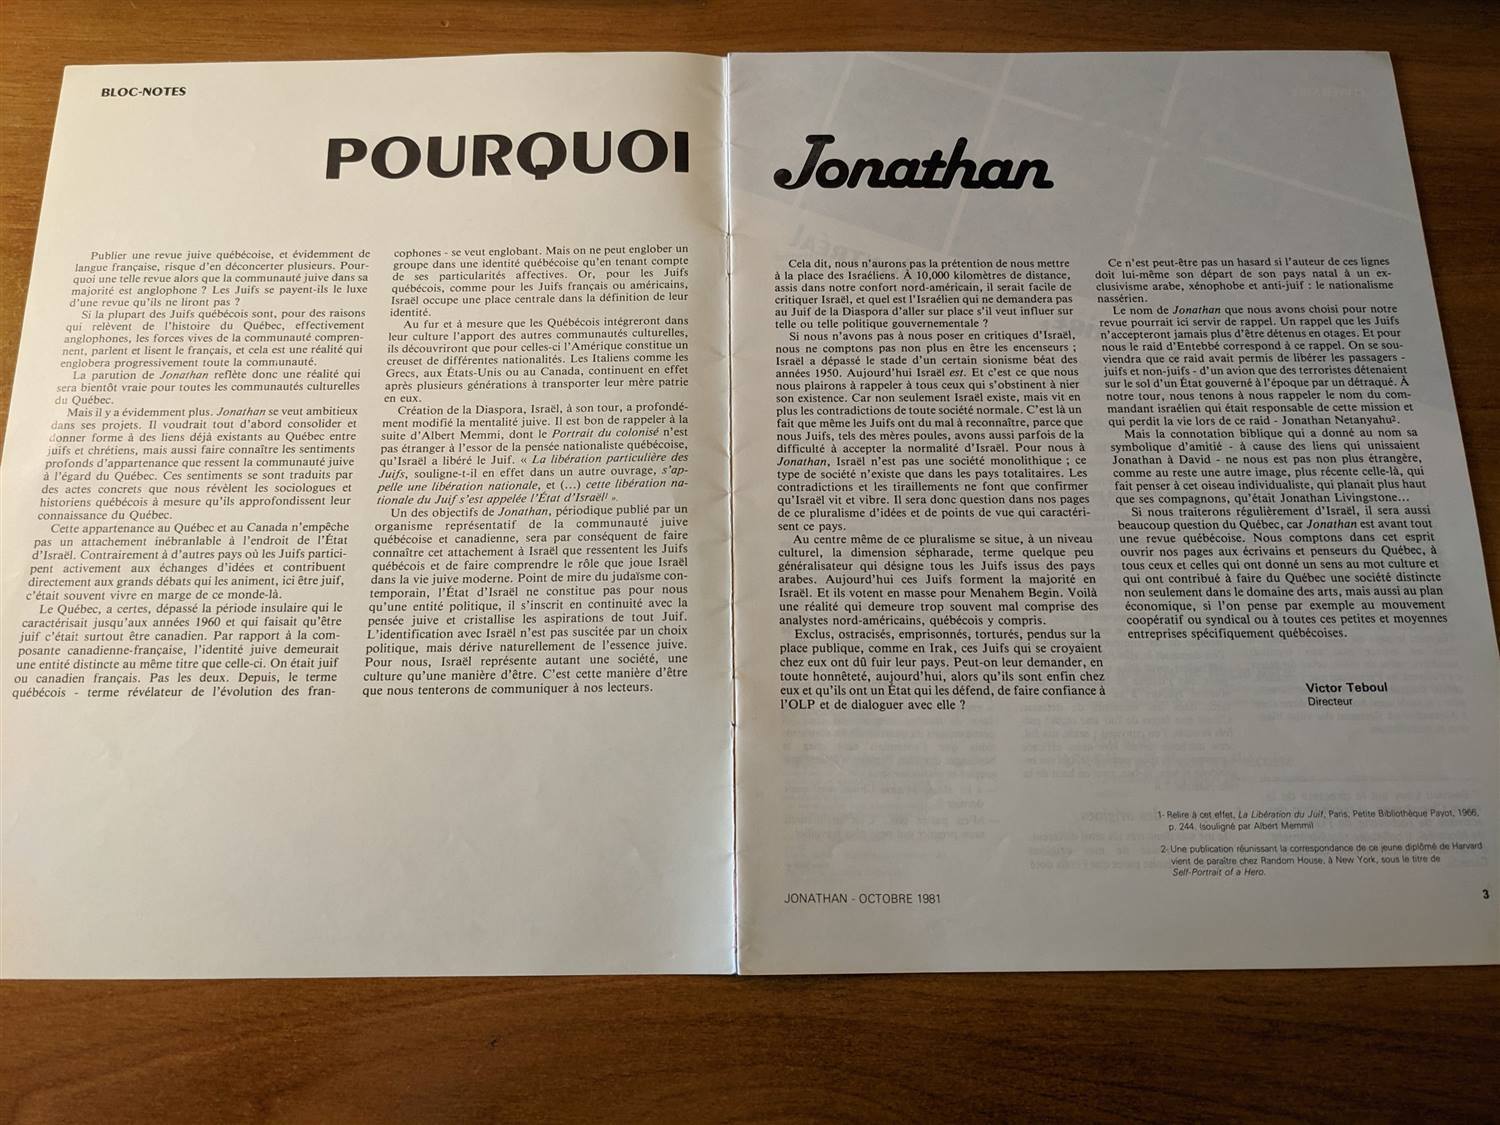 BLOC-NOTES
POURQUOI
Publier une revue juive québécoise, et évidemment de
langue française, risque d'en déconcerter plusieurs. Pour-
quoi une telle revue alors que la communauté juive dans sa
majorité est anglophone ? Les Juifs se payent-ils le luxe
d'une revue qu'ils ne liront pas ?
Si la plupart des Juifs québécois sont, pour des raisons
qui relèvent de l'histoire du Québec, effectivement
anglophones, les forces vives de la communauté compren-
nent, parlent et lisent le français, et cela est une réalité qui
englobera progressivement toute la communauté.
La parution de Jonathan reflète donc une réalité qui
sera bientôt vraie pour toutes les communautés culturelles
du Québec.
Mais il y a évidemment plus. Jonathan se veut ambitieux
dans ses projets. Il voudrait tout d'abord consolider et
donner forme à des liens déjà existants au Québec entre
juifs et chrétiens, mais aussi faire connaître les sentiments
profonds d'appartenance que ressent la communauté juive
à l'égard du Québec. Ces sentiments se sont traduits par
des actes concrets que nous révèlent les sociologues et
historiens québécois à mesure qu'ils approfondissent leur
connaissance du Québec.
Cette appartenance au Québec et au Canada n'empêche
pas un attachement inébranlable à l'endroit de l'État
d'Israël. Contrairement à d'autres pays où les Juifs partici-
pent activement aux échanges d'idées et contribuent
directement aux grands débats qui les animent, ici être juif,
c'était souvent vivre en marge de ce monde-là.
Le Québec, a certes, dépassé la période insulaire qui le
caractérisait jusqu'aux années 1960 et qui faisait qu'être
juif c'était surtout être canadien. Par rapport à la com-
posante canadienne-française, l'identité juive demeurait
une entité distincte au même titre que celle-ci. On était juif
ou canadien français. Pas les deux. Depuis, le terme
québécois - terme révélateur de l'évolution des fran-
cophones - se veut englobant. Mais on ne peut englober un
groupe dans une identité québécoise qu'en tenant compte
de ses particularités affectives. Or, pour les Juifs
québécois, comme pour les Juifs français ou américains,
Israël occupe une place centrale dans la définition de leur
identité.
Au fur et à mesure que les Québécois intégreront dans
leur culture l'apport des autres communautés culturelles,
ils découvriront que pour celles-ci l'Amérique constitue un
creuset de différentes nationalités. Les Italiens comme les
Grecs, aux États-Unis ou au Canada, continuent en effet
après plusieurs générations à transporter leur mère patrie
en eux.
Création de la Diaspora, Israël, à son tour, a profondé-
ment modifié la mentalité juive. Il est bon de rappeler à la
suite d'Albert Memmi, dont le Portrait du colonisé n'est
pas étranger à l'essor de la pensée nationaliste québécoise,
qu'Israël a libéré le Juif. « La libération particulière des
Juifs, souligne-t-il en effet dans un autre ouvrage, s'ap-
pelle une libération nationale, et (...) cette libération na-
tionale du Juif s'est appelée l'État d'Israël¹ ».
Un des objectifs de Jonathan, périodique publié par un
organisme représentatif de la communauté juive
québécoise et canadienne, sera par conséquent de faire
connaître cet attachement à Israël que ressentent les Juifs
québécois et de faire comprendre le rôle que joue Israël
dans la vie juive moderne. Point de mire du judaïsme con-
temporain, l'État d'Israël ne constitue pas pour nous
qu'une entité politique, il s'inscrit en continuité avec la
pensée juive et cristallise les aspirations de tout Juif.
L'identification avec Israël n'est pas suscitée par un choix
politique, mais dérive naturellement de l'essence juive.
Pour nous, Israël représente autant une société, une
culture qu'une manière d'être. C'est cette manière d'être
que nous tenterons de communiquer à nos lecteurs.
Jonathan
Cela dit, nous n'aurons pas la prétention de nous mettre
à la place des Israéliens. À 10,000 kilomètres de distance,
assis dans notre confort nord-américain, il serait facile de
critiquer Israël, et quel est l'Israélien qui ne demandera pas
au Juif de la Diaspora d'aller sur place s'il veut influer sur
telle ou telle politique gouvernementale ?
Si nous n'avons pas à nous poser en critiques d'Israël,
nous ne comptons pas non plus en être les encenseurs ;
Israël a dépassé le stade d'un certain sionisme béat des
années 1950. Aujourd'hui Israël est. Et c'est ce que nous
nous plairons à rappeler à tous ceux qui s'obstinent à nier
son existence. Car non seulement Israël existe, mais vit en
plus les contradictions de toute société normale. C'est là un
fait que même les Juifs ont du mal à reconnaître, parce que
nous Juifs, tels des mères poules, avons aussi parfois de la
difficulté à accepter la normalité d'Israël. Pour nous à
Jonathan, Israël n'est pas une société monolithique ; ce
type de société n'existe que dans les pays totalitaires. Les
contradictions et les tiraillements ne font que confirmer
qu'Israël vit et vibre. Il sera donc question dans nos pages
de ce pluralisme d'idées et de points de vue qui caractéri-
sent ce pays.
Au centre même de ce pluralisme se situe, à un niveau
culturel, la dimension sépharade, terme quelque peu
généralisateur qui désigne tous les Juifs issus des pays
arabes. Aujourd'hui ces Juifs forment la majorité en
Israël. Et ils votent en masse pour Menahem Begin. Voilà
une réalité qui demeure trop souvent mal comprise des
analystes nord-américains, québécois y compris.
Exclus, ostracisés, emprisonnés, torturés, pendus sur la
place publique, comme en Irak, ces Juifs qui se croyaient
chez eux ont dû fuir leur pays. Peut-on leur demander, en
toute honnêteté, aujourd'hui, alors qu'ils sont enfin chez
eux et qu'ils ont un État qui les défend, de faire confiance à
l'OLP et de dialoguer avec elle ?
Ce n'est peut-être pas un hasard si l'auteur de ces lignes
doit lui-même son départ de son pays natal à un ex-
clusivisme arabe, xénophobe et anti-juif : le nationalisme
nassérien.
Le nom de Jonathan que nous avons choisi pour notre
revue pourrait ici servir de rappel. Un rappel que les Juifs
n'accepteront jamais plus d'être détenus en otages. Et pour
nous le raid d'Entebbé correspond à ce rappel. On se sou-
viendra que ce raid avait permis de libérer les passagers -
juifs et non-juifs - d'un avion que des terroristes détenaient
sur le sol d'un État gouverné à l'époque par un détraqué. À
notre tour, nous tenons à nous rappeler le nom du com-
mandant israélien qui était responsable de cette mission et
qui perdit la vie lors de ce raid - Jonathan Netanyahu².
Mais la connotation biblique qui a donné au nom sa
symbolique d'amitié - à cause des liens qui unissaient
Jonathan à David - ne nous est pas non plus étrangère,
comme au reste une autre image, plus récente celle-là, qui
fait penser à cet oiseau individualiste, qui planait plus haut
que ses compagnons, qu'était Jonathan Livingstone...
Si nous traiterons régulièrement d'Israël, il sera aussi
beaucoup question du Québec, car Jonathan est avant tout
une revue québécoise. Nous comptons dans cet esprit
ouvrir nos pages aux écrivains et penseurs du Québec, à
tous ceux et celles qui ont donné un sens au mot culture et
qui ont contribué à faire du Québec une société distincte
non seulement dans le domaine des arts, mais aussi au plan
économique, si l'on pense par exemple au mouvement
coopératif ou syndical ou à toutes ces petites et moyennes
entreprises spécifiquement québécoises.
Victor Teboul
Directeur
1- Relire à cet effet, La Libération du Juif, Paris, Petite Bibliothèque Payot, 1966,
p. 244. (souligné par Albert Memmi)
2- Une publication réunissant la correspondance de ce jeune diplômé de Harvard
vient de paraître chez Random House, à New York, sous le titre de
Self-Portrait of a Hero.
JONATHAN - OCTOBRE 1981
3